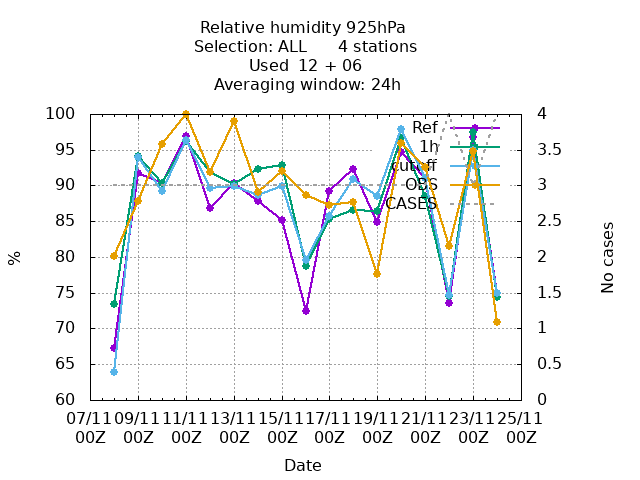 Relative humidity 925hPa
Selection: ALL      4 stations
Used  12 + 06
Averaging window: 24h
100
95
90
85
80
75
70
65
60
%
4
3.5
3
2.5
2
1.5
1
0.5
0
No cases
Ref
1h
cutoff
OBS
CASES
07/11 09/11 11/11 13/11 15/11 17/11 19/11 21/11 23/11 25/11
00Z 00Z 00Z 00Z 00Z 00Z 00Z 00Z 00Z 00Z
Date